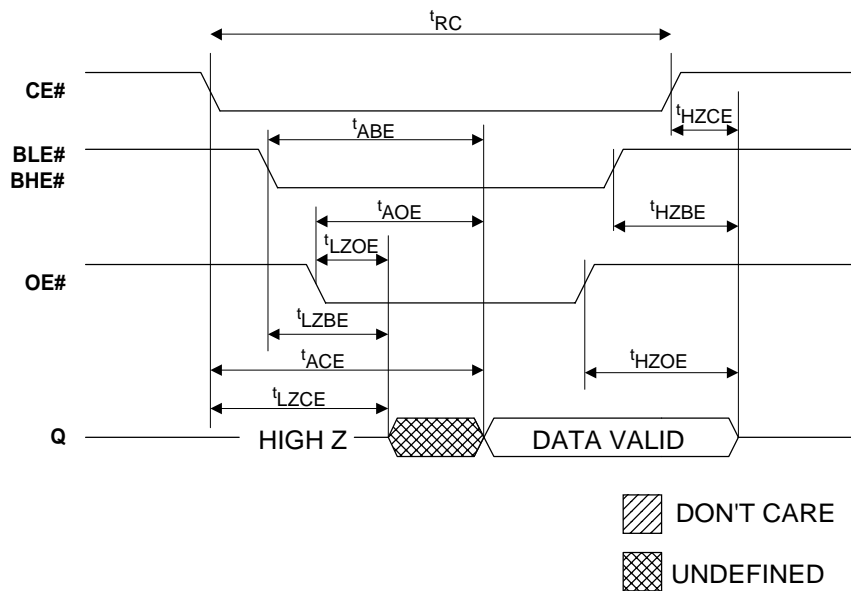 tRC
CE#
tHZCE
tABE
BLE#
BHE#
tAOE
tHZBE
tLZOE
OE#
tLZBE
tACE
tHZOE
tLZCE
Q
HIGH Z
DATA VALID
DON'T CARE
UNDEFINED